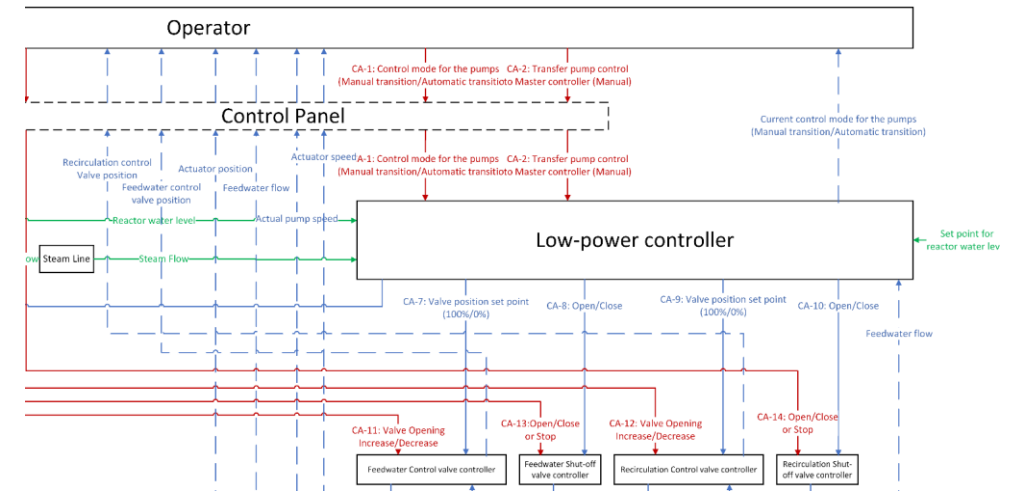 Operator
CA-1: Control mode for the pumps
(Manual transition/Automatic transitio
CA-2: Transfer pump control
to Master controller (Manual)
Control Panel
Current control mode for the pumps
(Manual transition/Automatic transition)
Recirculation control
Valve position
Feedwater control
valve position
Actuator position
Feedwater flow
Actuator speed
Actual pump speed
A-1: Control mode for the pumps
(Manual transition/Automatic transitio
CA-2: Transfer pump control
to Master controller (Manual)
Reactor water level
Low-power controller
Set point for
reactor water lev
ow
Steam Line
Steam Flow
CA-7: Valve position set point
(100%/0%)
CA-8: Open/Close
CA-9: Valve position set point
(100%/0%)
CA-10: Open/Close
Feedwater flow
CA-11: Valve Opening
Increase/Decrease
CA-13:Open/Close
or Stop
CA-12: Valve Opening
Increase/Decrease
CA-14: Open/Close
or Stop
Feedwater Control valve controller
Feedwater Shut-off
valve controller
Recirculation Control valve controller
Recirculation Shut-
off valve controller